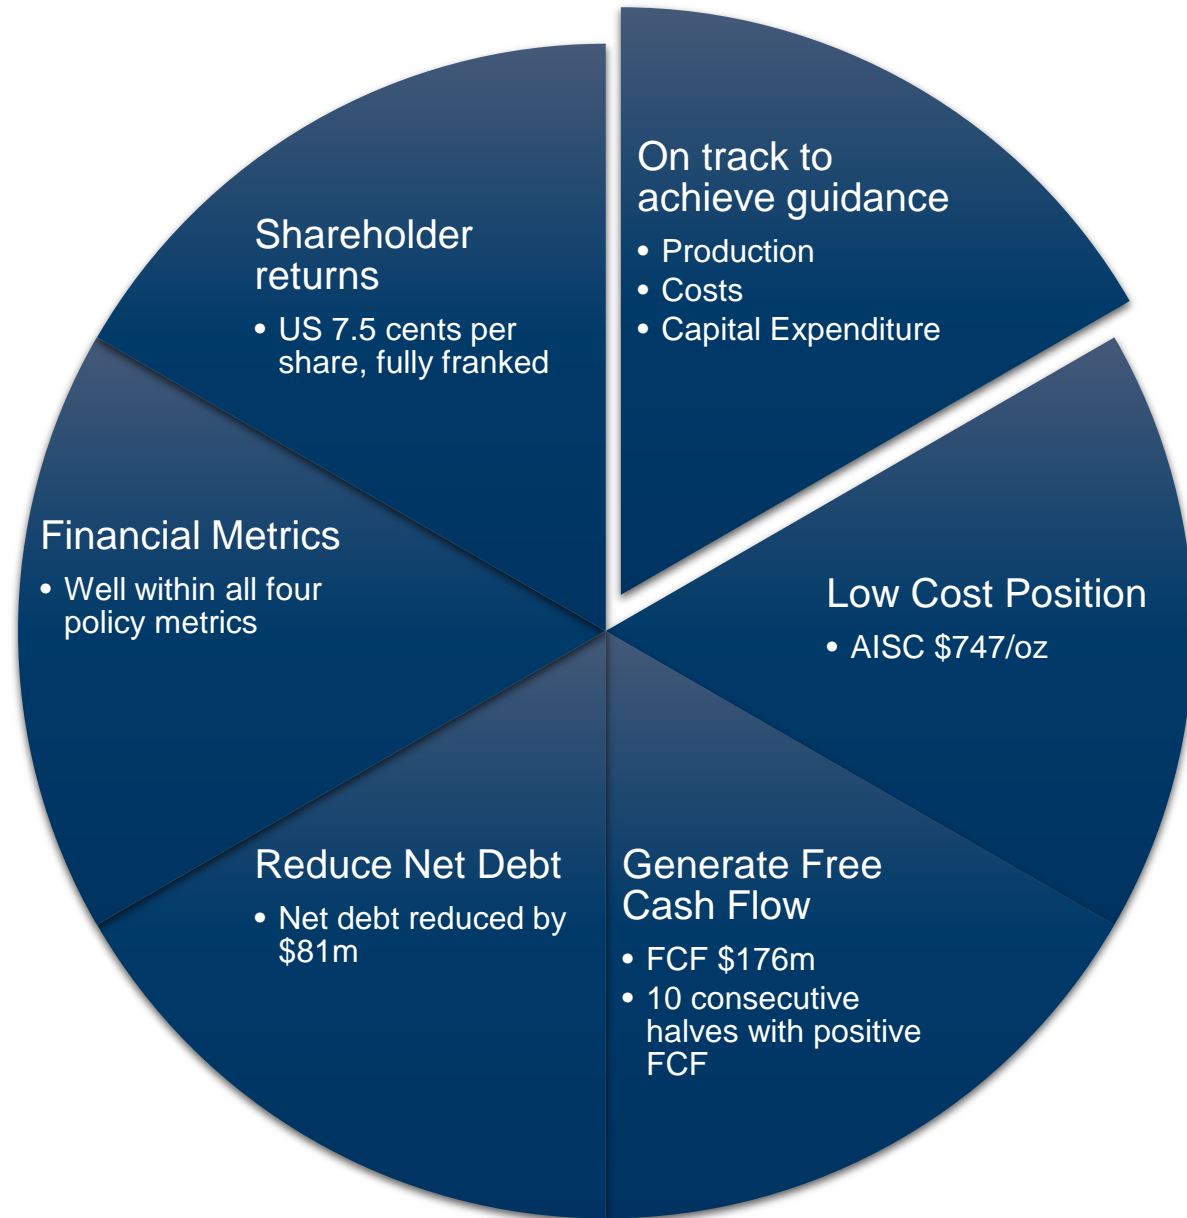 On track to
achieve guidance
• Production
• Costs
• Capital Expenditure
Low Cost Position
• AISC $747/oz
Generate Free
Cash Flow
• FCF $176m
• 10 consecutive
halves with positive
FCF
Reduce Net Debt
• Net debt reduced by
$81m
Financial Metrics
• Well within all four
policy metrics
Shareholder
returns
• US 7.5 cents per
share, fully franked